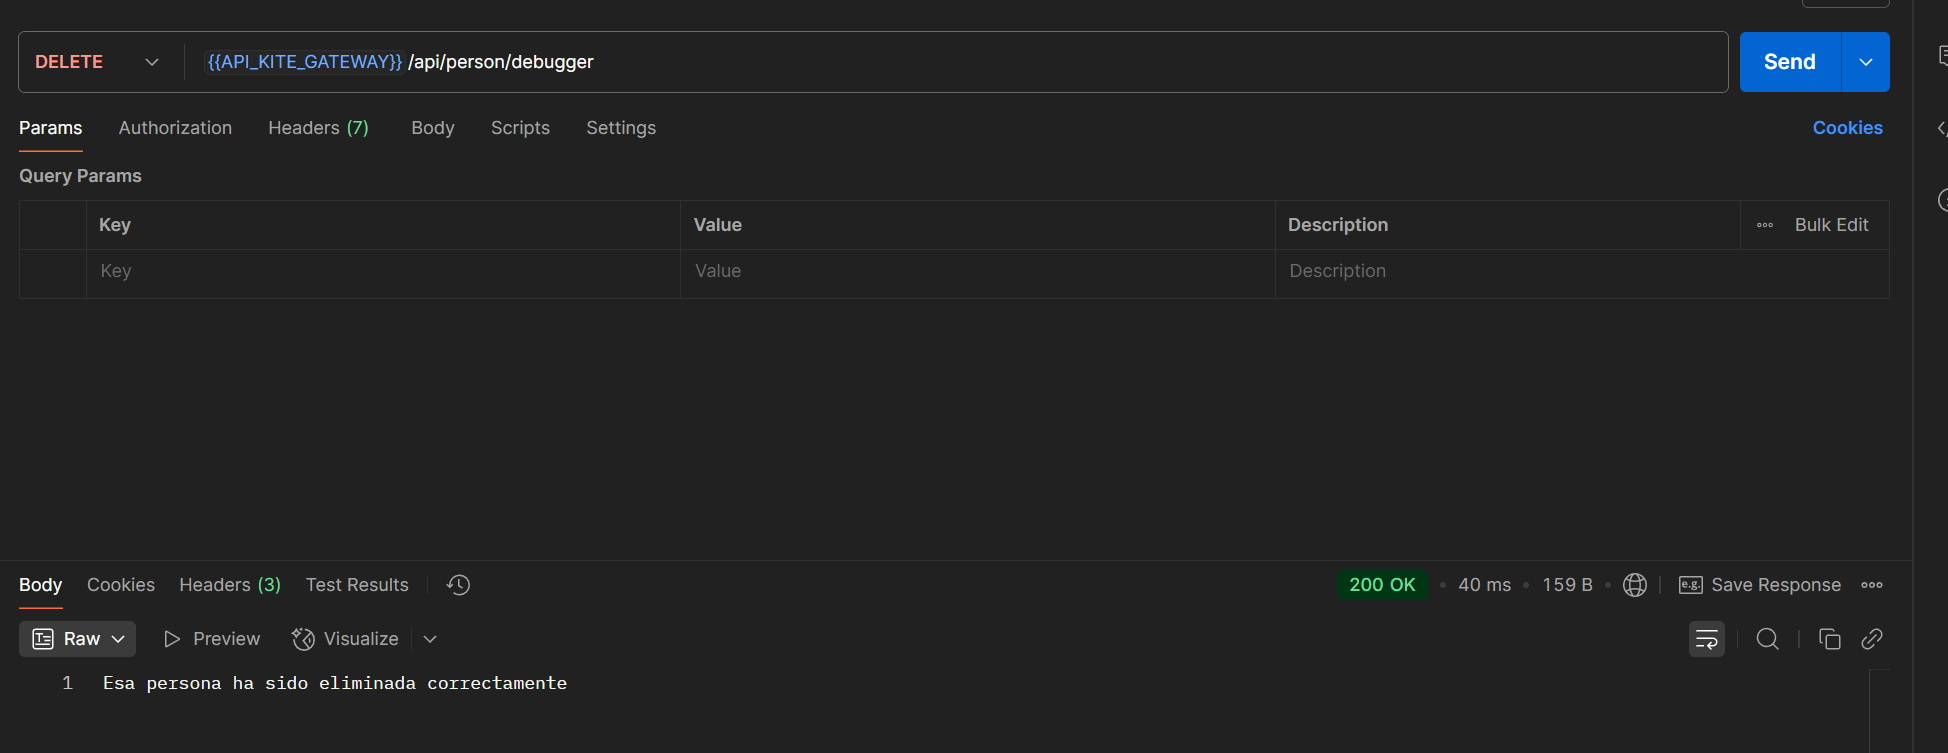 DELETE {{API_KITE_GATEWAY}} /api/person/debugger Send
Params Authorization Headers (7) Body Scripts Settings Cookies
Query Params
Key Value Description Bulk Edit
Key Value Description
Body Cookies Headers (3) Test Results 200 OK • 40 ms • 159 B • e.g. Save Response
Raw Preview Visualize
1 Esa persona ha sido eliminada correctamente